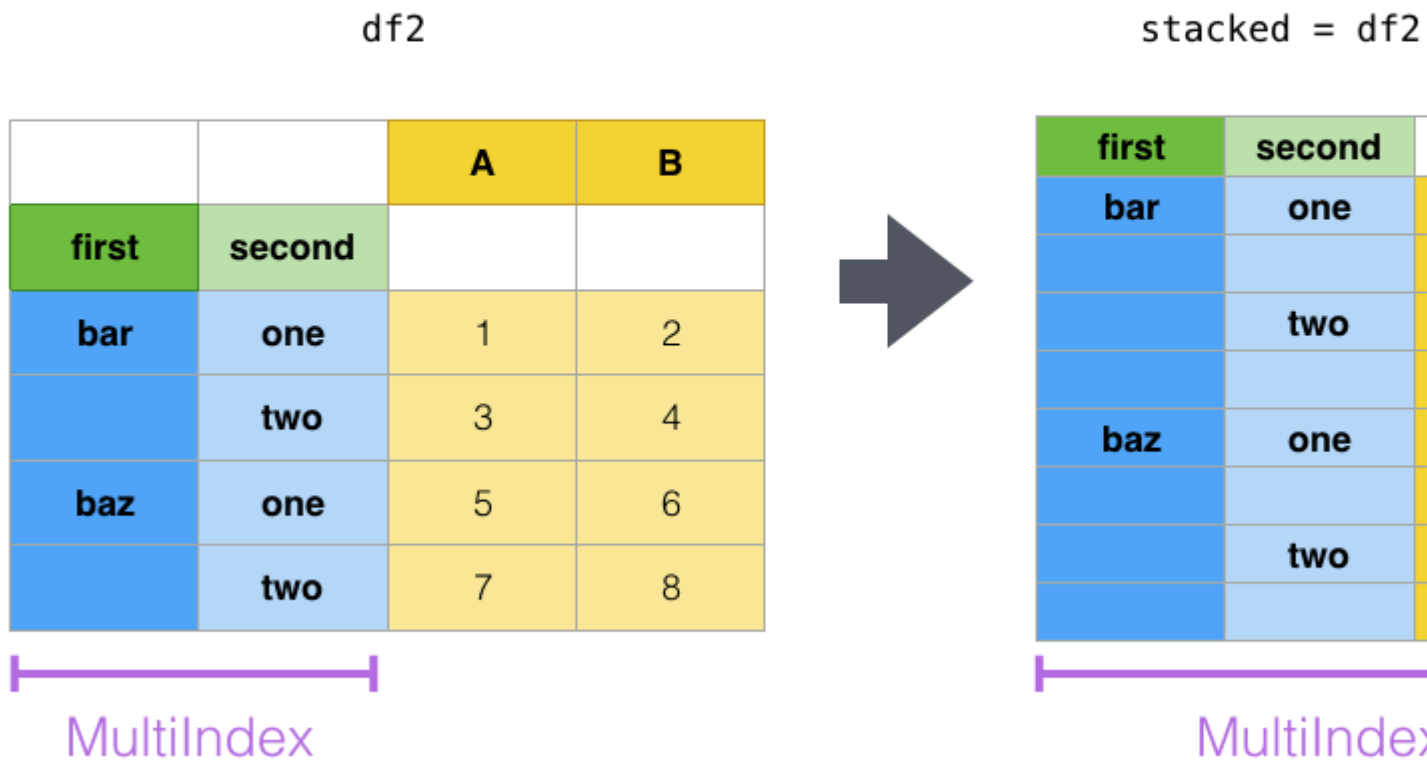 df2
A B
first second
bar one 1 2
two 3 4
baz one 5 6
two 7 8
MultiIndex
stacked = df2
first second
bar one
two
baz one
two
MultiIndex